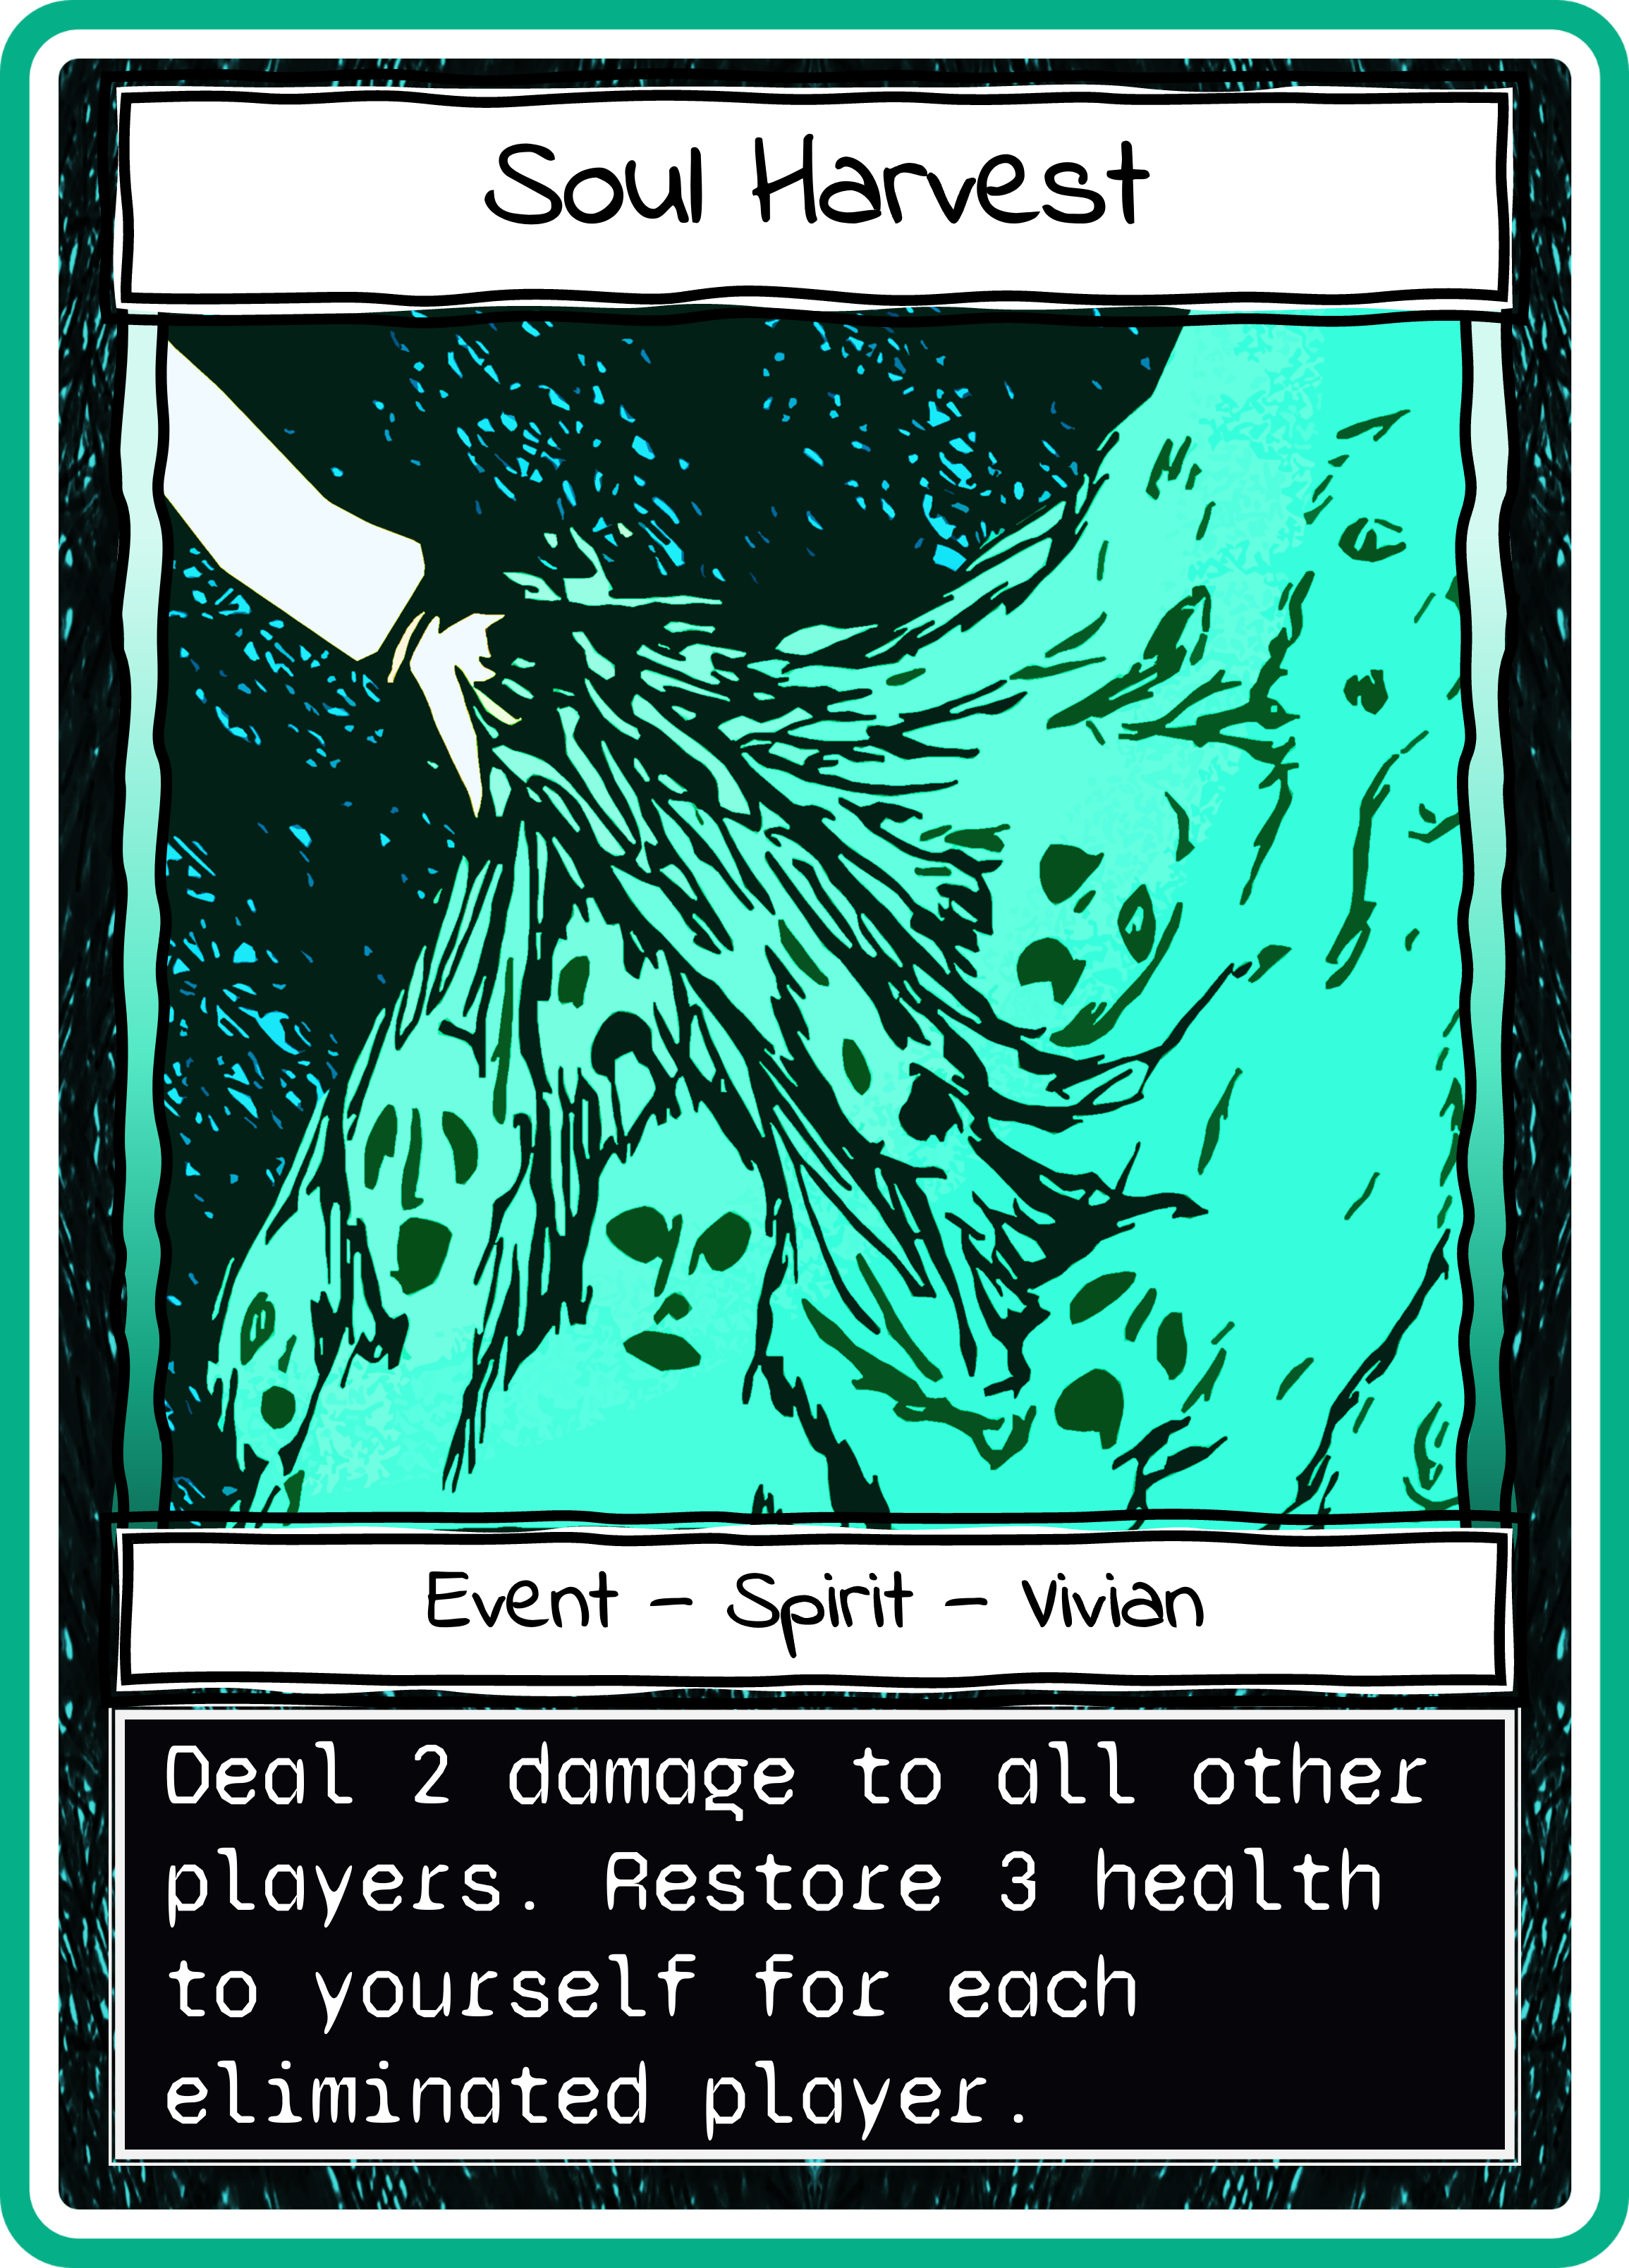 Soul Harvest
Event – Spirit – Vivian
Deal 2 damage to all other
players. Restore 3 health
to yourself for each
eliminated player.